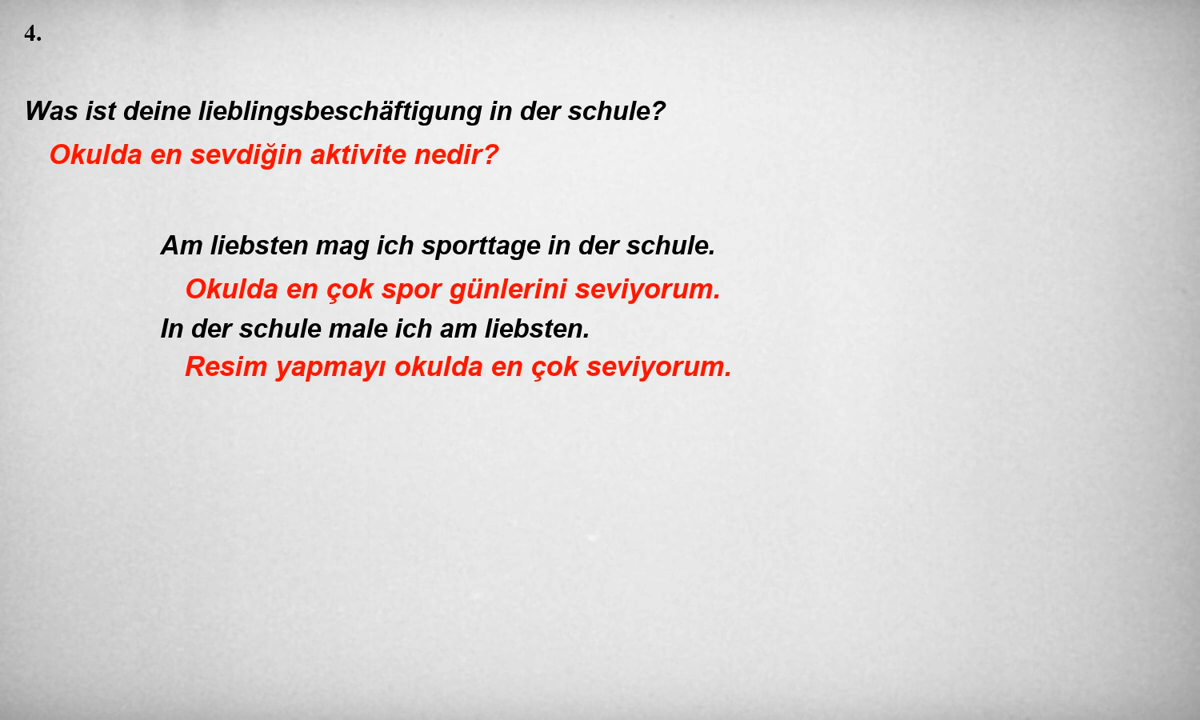 4.
Was ist deine lieblingsbeschäftigung in der schule?
Okulda en sevdiğin aktivite nedir?
Am liebsten mag ich sporttage in der schule.
Okulda en çok spor günlerini seviyorum.
In der schule male ich am liebsten.
Resim yapmayı okulda en çok seviyorum.